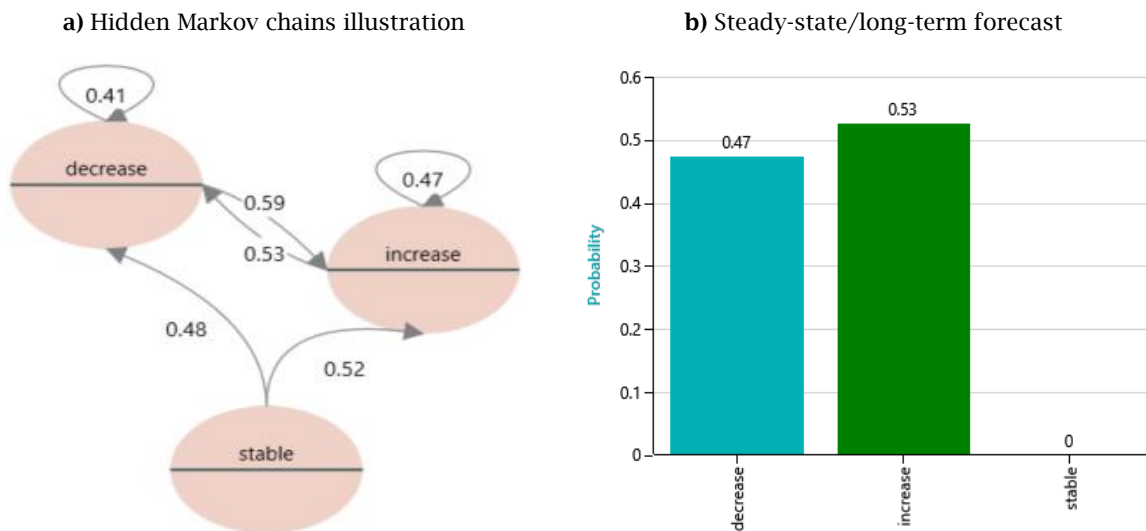 a) Hidden Markov chains illustration
0.41
decrease
0.47
0.59
0.53
increase
0.48
0.52
stable
b) Steady-state/long-term forecast
0.6
0.5
0.4
0.3
0.2
0.1
0
Probability
0.47
0.53
0
decrease
increase
stable